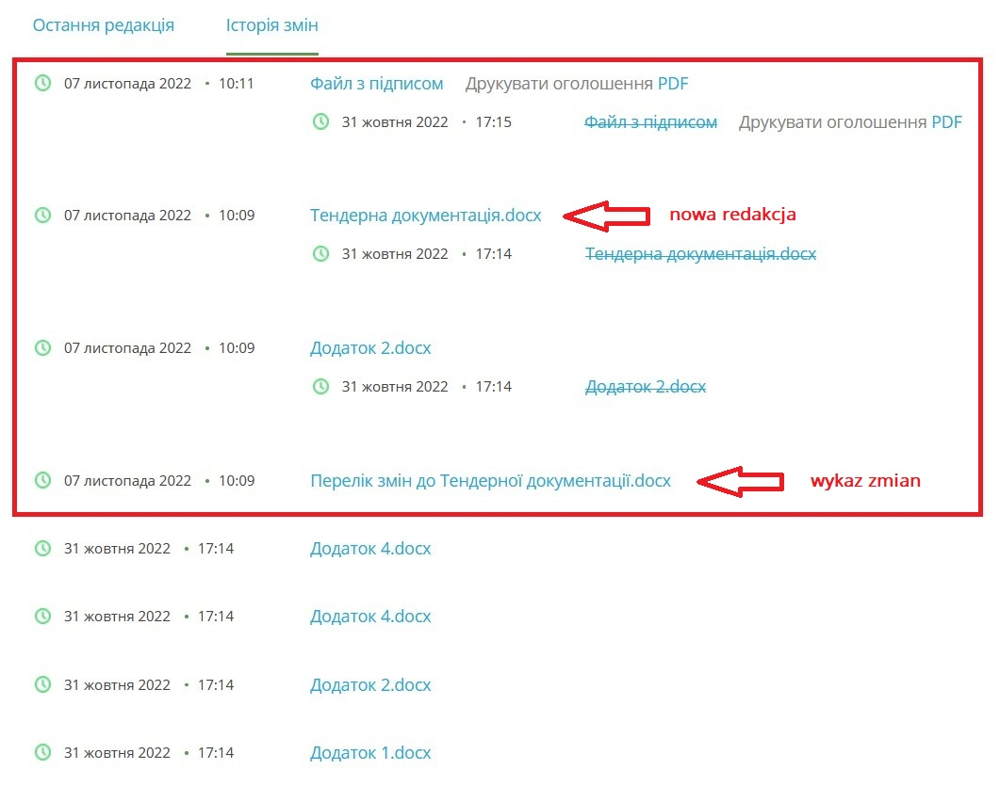 Остання редакція Історія змін
07 листопада 2022 • 10:11 Файл з підписом Друкувати оголошення PDF
31 жовтня 2022 • 17:15 Файл з підписом Друкувати оголошення PDF
07 листопада 2022 • 10:09 Тендерна документація.docx nowa redakcja
31 жовтня 2022 • 17:14 Тендерна документація.docx
07 листопада 2022 • 10:09 Додаток 2.docx
31 жовтня 2022 • 17:14 Додаток 2.docx
07 листопада 2022 • 10:09 Перелік змін до Тендерної документації.docx wykaz zmian
31 жовтня 2022 • 17:14 Додаток 4.docx
31 жовтня 2022 • 17:14 Додаток 4.docx
31 жовтня 2022 • 17:14 Додаток 2.docx
31 жовтня 2022 • 17:14 Додаток 1.docx